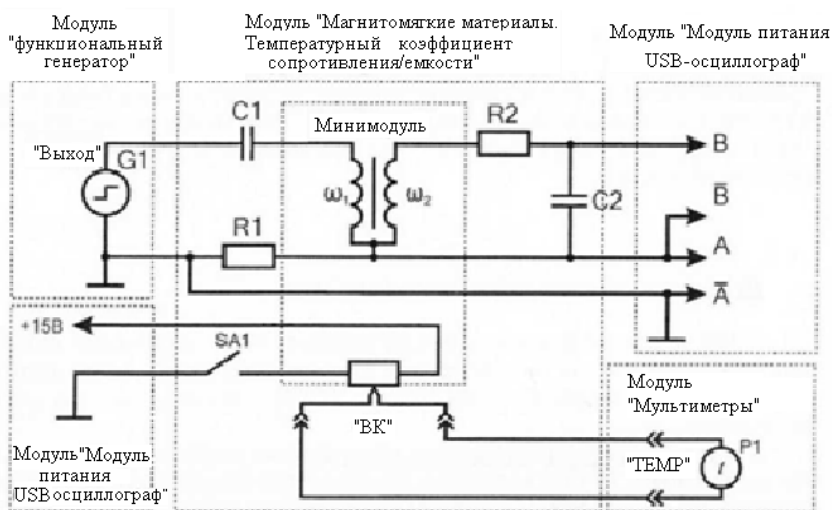 Модуль
"функциональный
генератор"
Модуль "Магнитомягкие материалы.
Температурный коэффициент
сопротивления/емкости"
Модуль "Модуль питания
USB-осциллограф"
C1
Минимодуль
R2
B
"Выход"
G1
ω₁
ω₂
C2
B̅
R1
A
A̅
+15В
SA1
Модуль
"Мультиметры"
"ВК"
Модуль"Модуль
питания
USBосциллограф"
"TEMP"
P1
t